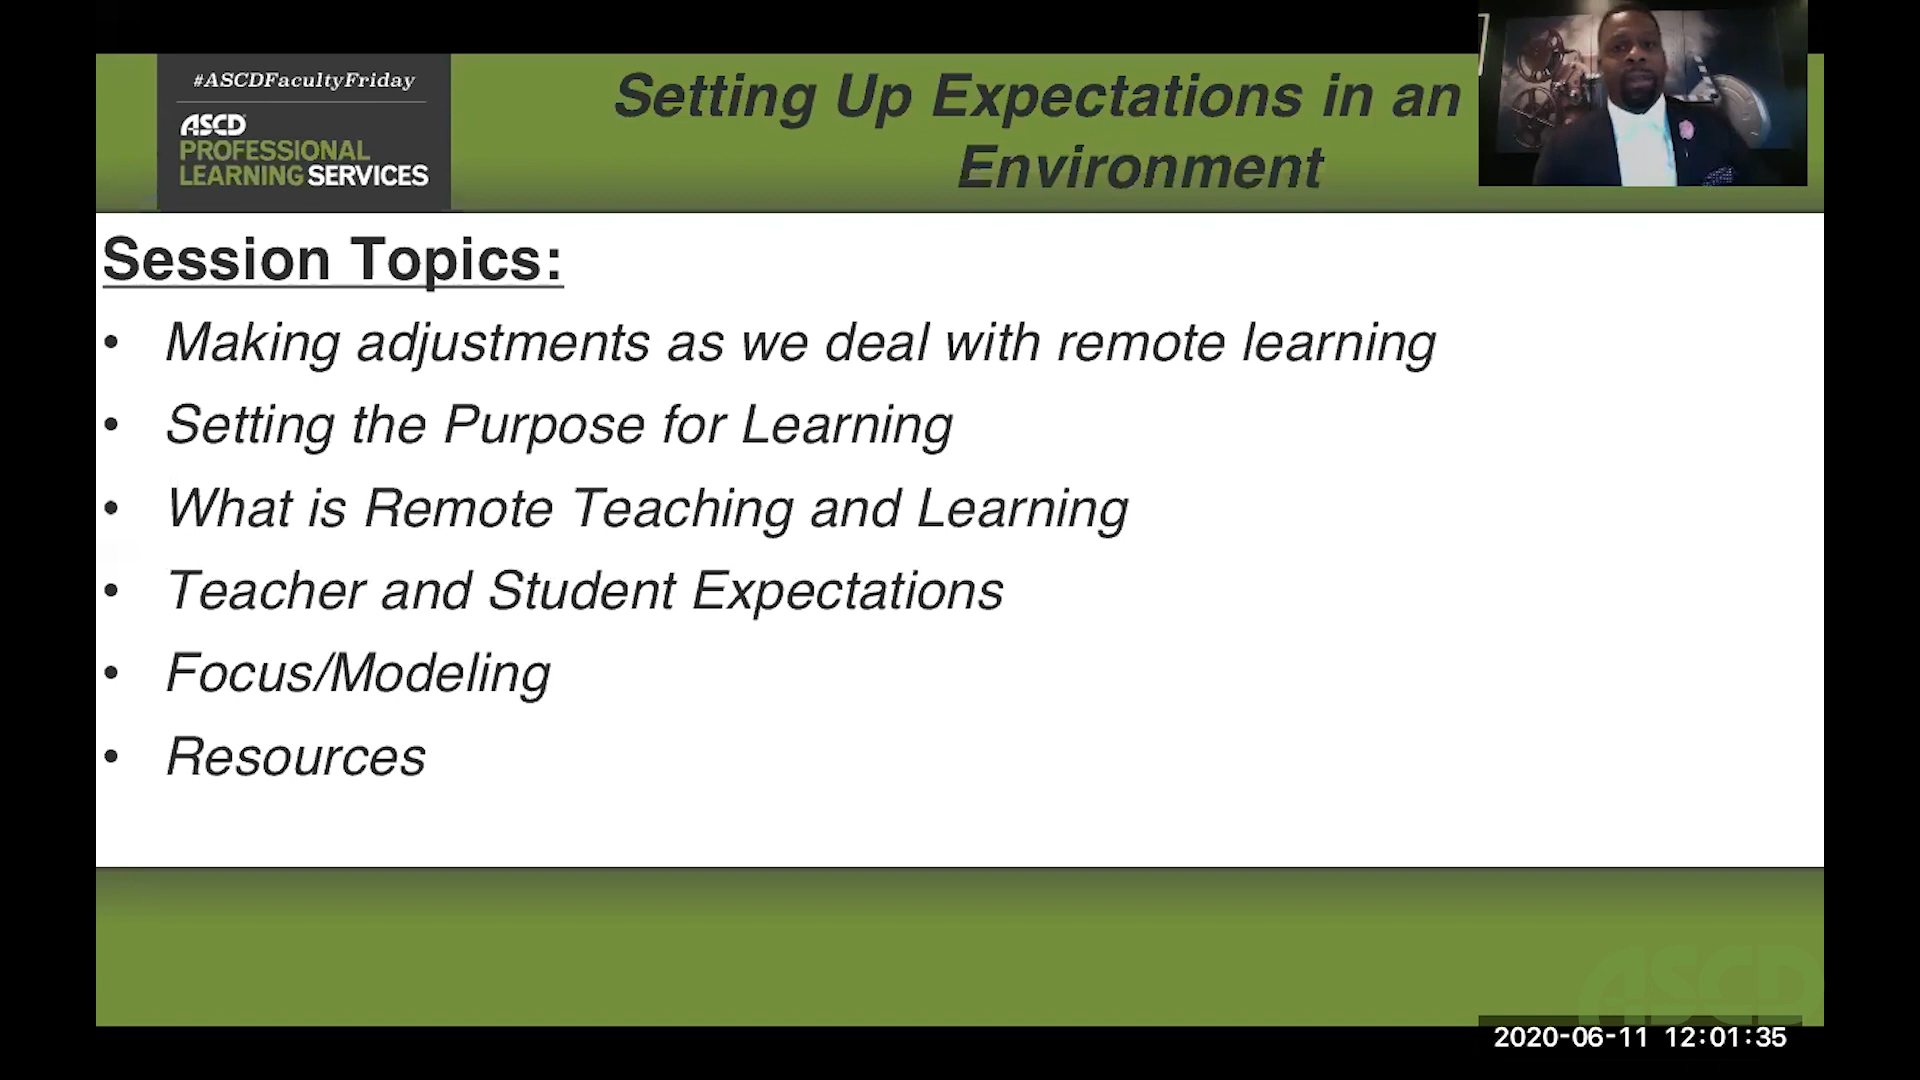 #ASCDFacultyFriday
ASCD
PROFESSIONAL
LEARNING SERVICES
Setting Up Expectations in an
Environment
Session Topics:
• Making adjustments as we deal with remote learning
• Setting the Purpose for Learning
• What is Remote Teaching and Learning
• Teacher and Student Expectations
• Focus/Modeling
• Resources
ASCD
2020-06-11 12:01:35